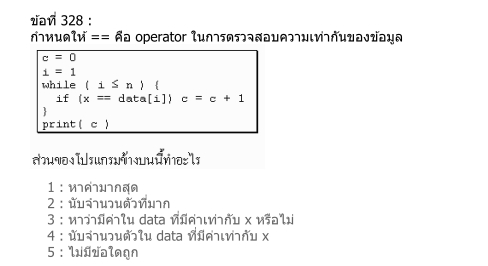 ข้อที่ 328 :
กำหนดให้ == คือ operator ในการตรวจสอบความเท่ากันของข้อมูล
c = 0
i = 1
while ( i ≤ n ) {
if (x == data[i]) c = c + 1
}
print( c )
ส่วนของโปรแกรมข้างบนนี้ทำอะไร
1 : หาค่ามากสุด
2 : นับจำนวนตัวที่มาก
3 : หาว่ามีค่าใน data ที่มีค่าเท่ากับ x หรือไม่
4 : นับจำนวนตัวใน data ที่มีค่าเท่ากับ x
5 : ไม่มีข้อใดถูก